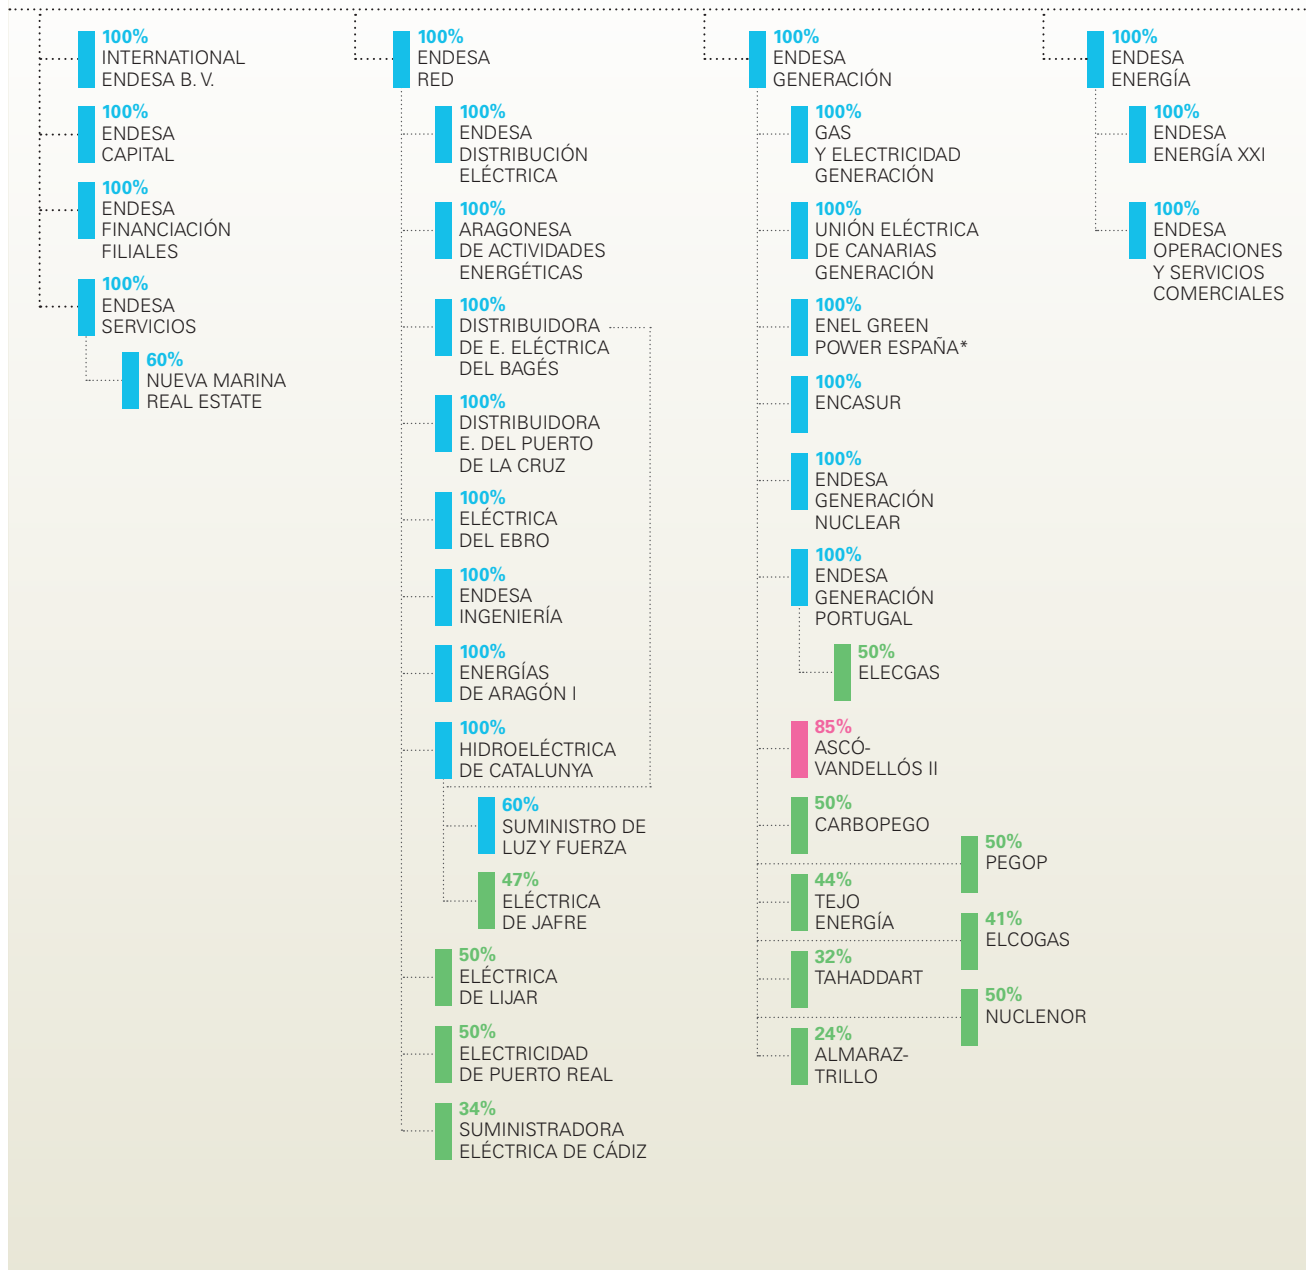 100%
INTERNATIONAL
ENDESA B. V.
100%
ENDESA
CAPITAL
100%
ENDESA
FINANCIACIÓN
FILIALES
100%
ENDESA
SERVICIOS
60%
NUEVA MARINA
REAL ESTATE
100%
ENDESA
RED
100%
ENDESA
DISTRIBUCIÓN
ELÉCTRICA
100%
ARAGONESA
DE ACTIVIDADES
ENERGÉTICAS
100%
DISTRIBUIDORA
DE E. ELÉCTRICA
DEL BAGÉS
100%
DISTRIBUIDORA
E. DEL PUERTO
DE LA CRUZ
100%
ELÉCTRICA
DEL EBRO
100%
ENDESA
INGENIERÍA
100%
ENERGÍAS
DE ARAGÓN I
100%
HIDROELÉCTRICA
DE CATALUNYA
60%
SUMINISTRO DE
LUZ Y FUERZA
47%
ELÉCTRICA
DE JAFRE
50%
ELÉCTRICA
DE LIJAR
50%
ELECTRICIDAD
DE PUERTO REAL
34%
SUMINISTRADORA
ELÉCTRICA DE CÁDIZ
100%
ENDESA
GENERACIÓN
100%
GAS
Y ELECTRICIDAD
GENERACIÓN
100%
UNIÓN ELÉCTRICA
DE CANARIAS
GENERACIÓN
100%
ENEL GREEN
POWER ESPAÑA*
100%
ENCASUR
100%
ENDESA
GENERACIÓN
NUCLEAR
100%
ENDESA
GENERACIÓN
PORTUGAL
50%
ELECGAS
85%
ASCÓ-
VANDELLÓS II
50%
CARBOPEGO
50%
PEGOP
44%
TEJO
ENERGÍA
41%
ELCOGAS
32%
TAHADDART
50%
NUCLENOR
24%
ALMARAZ-
TRILLO
100%
ENDESA
ENERGÍA
100%
ENDESA
ENERGÍA XXI
100%
ENDESA
OPERACIONES
Y SERVICIOS
COMERCIALES